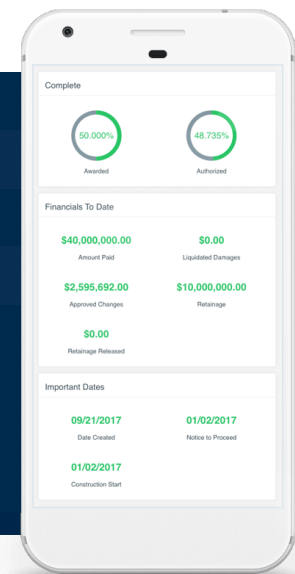 Complete
50.000% 48.735%
Awarded Authorized
Financials To Date
$40,000,000.00 $0.00
Amount Paid Liquidated Damages
$2,595,692.00 $10,000,000.00
Approved Changes Retainage
$0.00
Retainage Released
Important Dates
09/21/2017 01/02/2017
Date Created Notice to Proceed
01/02/2017
Construction Start